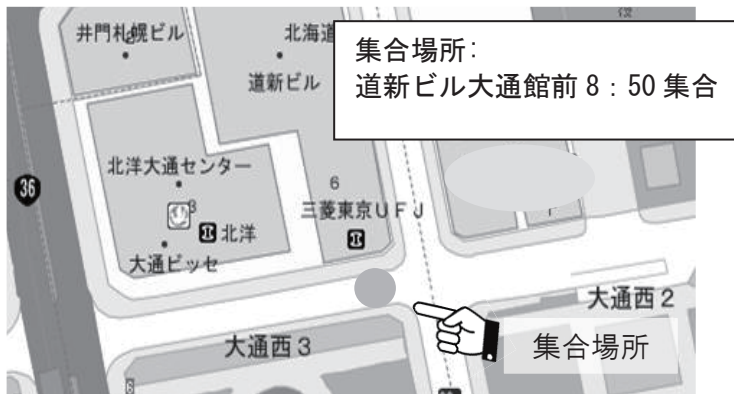 井門札幌ビル
北海道
道新ビル
集合場所：
道新ビル大通館前 8：50 集合
北洋大通センター
36
3
北洋
大通ビッセ
6
三菱東京ＵＦＪ
大通西２
大通西３
集合場所